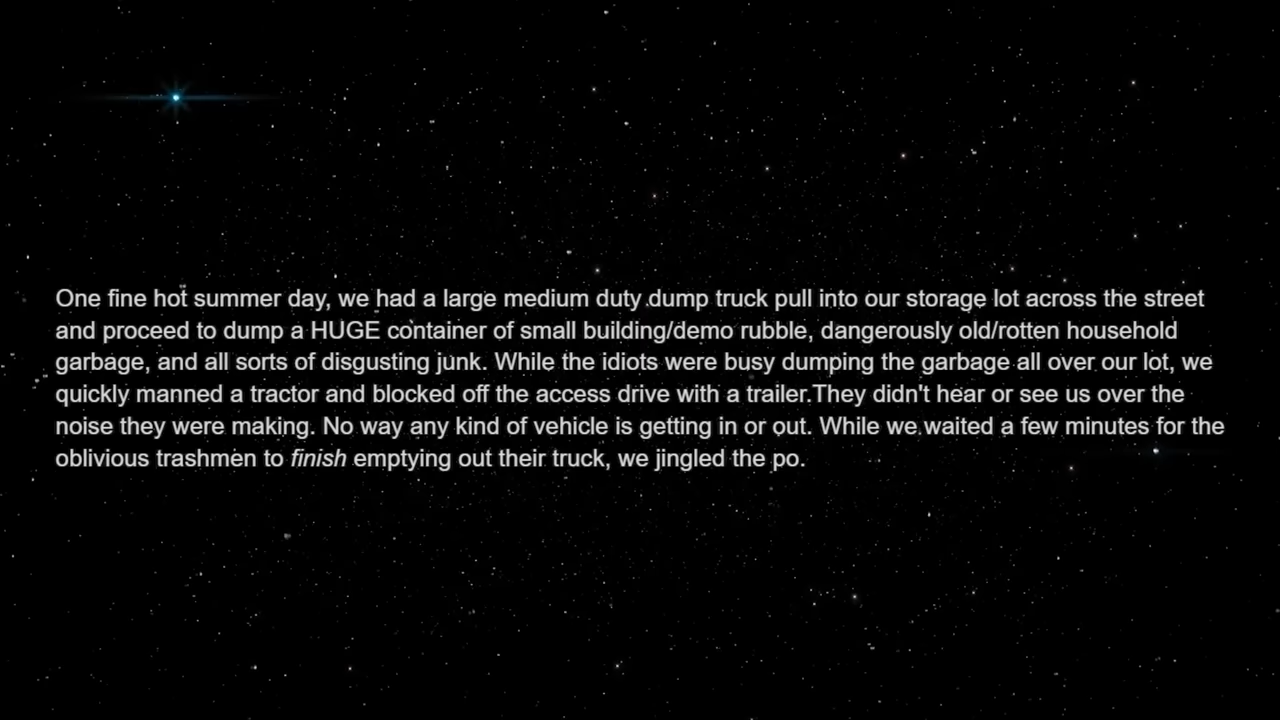 One fine hot summer day, we had a large medium duty dump truck pull into our storage lot across the street
and proceed to dump a HUGE container of small building/demo rubble, dangerously old/rotten household
garbage, and all sorts of disgusting junk. While the idiots were busy dumping the garbage all over our lot, we
quickly manned a tractor and blocked off the access drive with a trailer.They didn't hear or see us over the
noise they were making. No way any kind of vehicle is getting in or out. While we waited a few minutes for the
oblivious trashmen to finish emptying out their truck, we jingled the po.